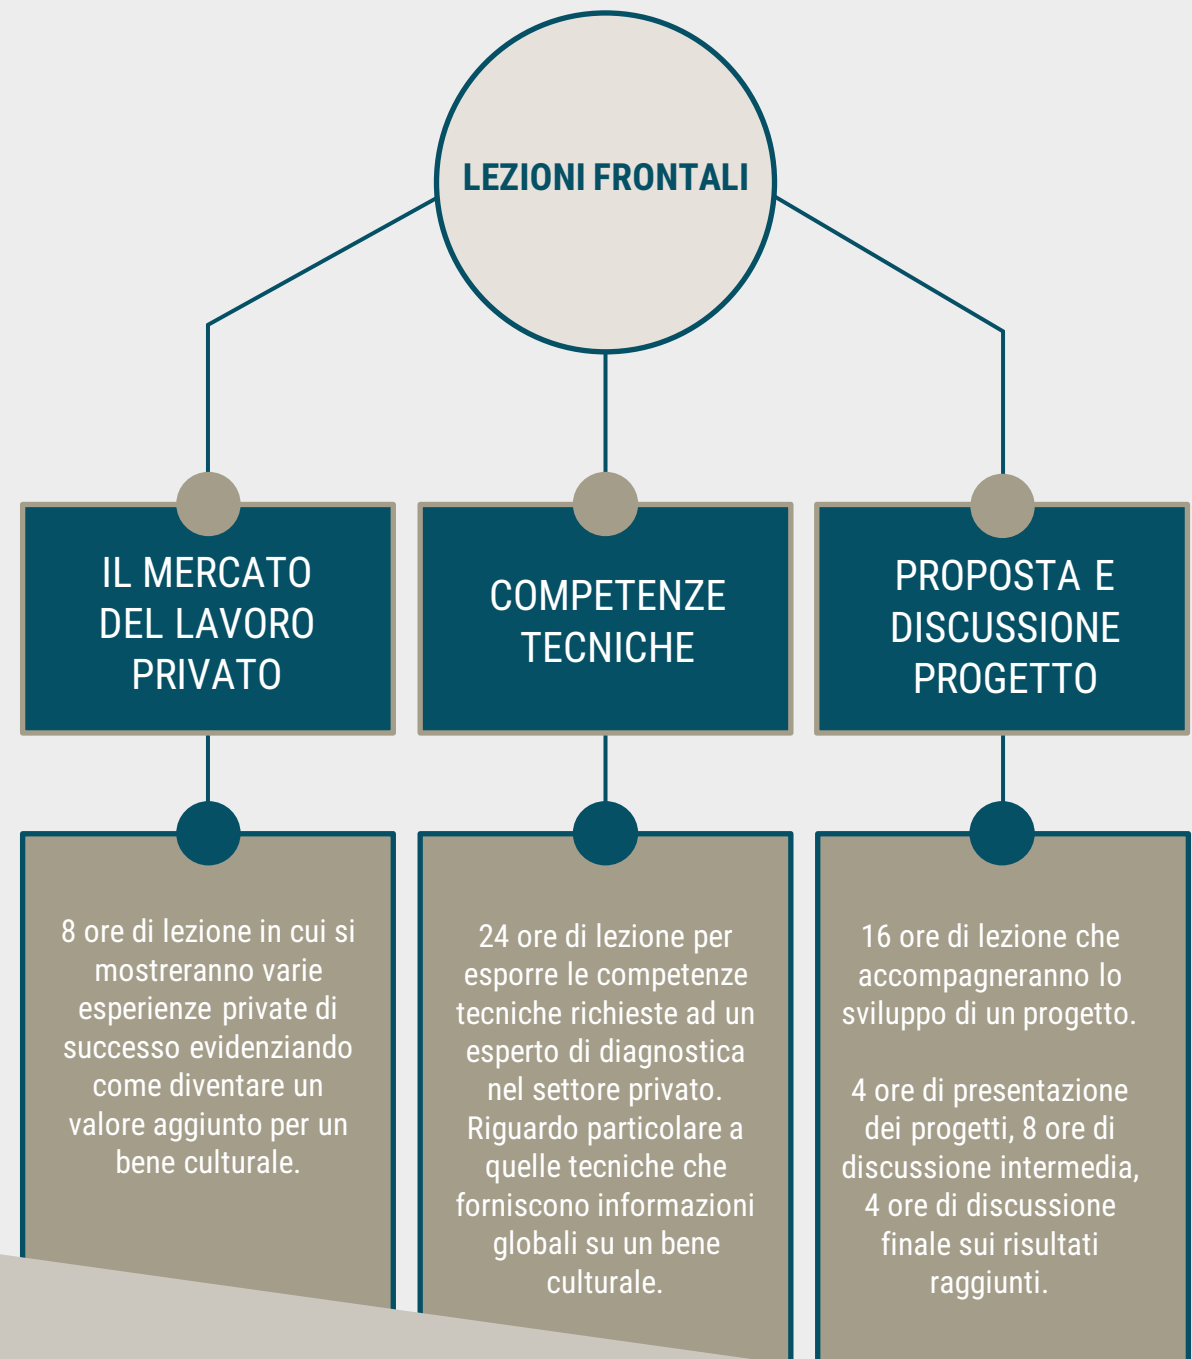 LEZIONI FRONTALI
IL MERCATO
DEL LAVORO
PRIVATO
COMPETENZE
TECNICHE
PROPOSTA E
DISCUSSIONE
PROGETTO
8 ore di lezione in cui si
mostreranno varie
esperienze private di
successo evidenziando
come diventare un
valore aggiunto per un
bene culturale.
24 ore di lezione per
esporre le competenze
tecniche richieste ad un
esperto di diagnostica
nel settore privato.
Riguardo particolare a
quelle tecniche che
forniscono informazioni
globali su un bene
culturale.
16 ore di lezione che
accompagneranno lo
sviluppo di un progetto.
4 ore di presentazione
dei progetti, 8 ore di
discussione intermedia,
4 ore di discussione
finale sui risultati
raggiunti.